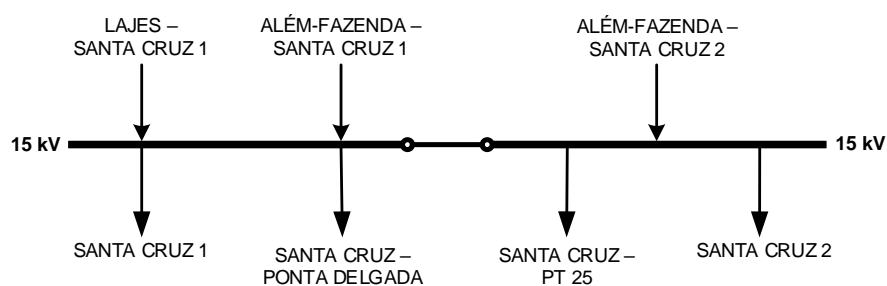 LAJES –
SANTA CRUZ 1
ALÉM-FAZENDA –
SANTA CRUZ 1
ALÉM-FAZENDA –
SANTA CRUZ 2
15 kV
15 kV
SANTA CRUZ 1
SANTA CRUZ –
PONTA DELGADA
SANTA CRUZ –
PT 25
SANTA CRUZ 2